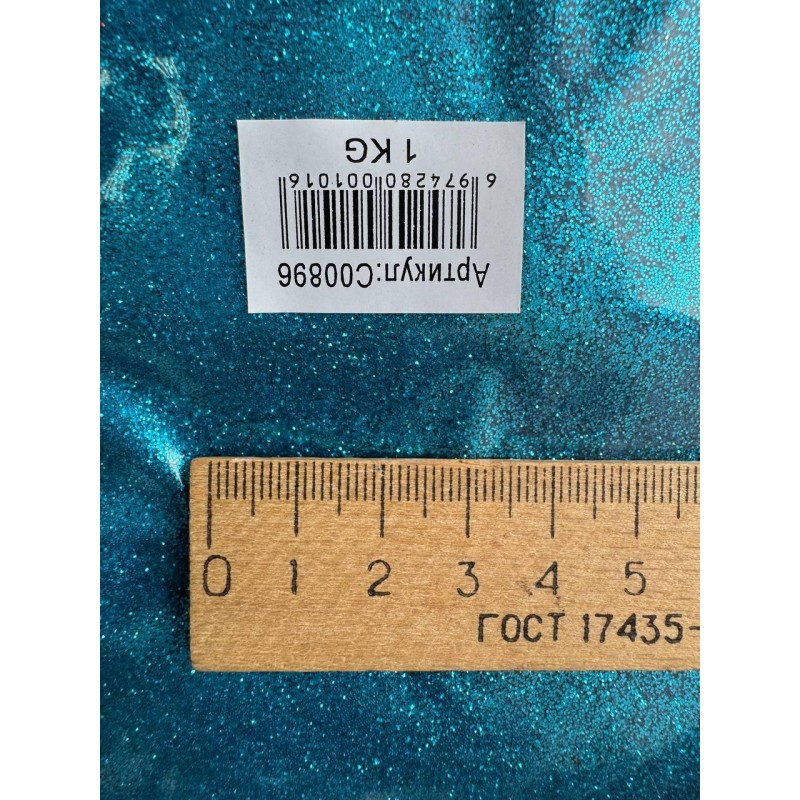 Артикул:C00896
6 974280 001016
1 KG
0 1 2 3 4 5
ГОСТ 17435-